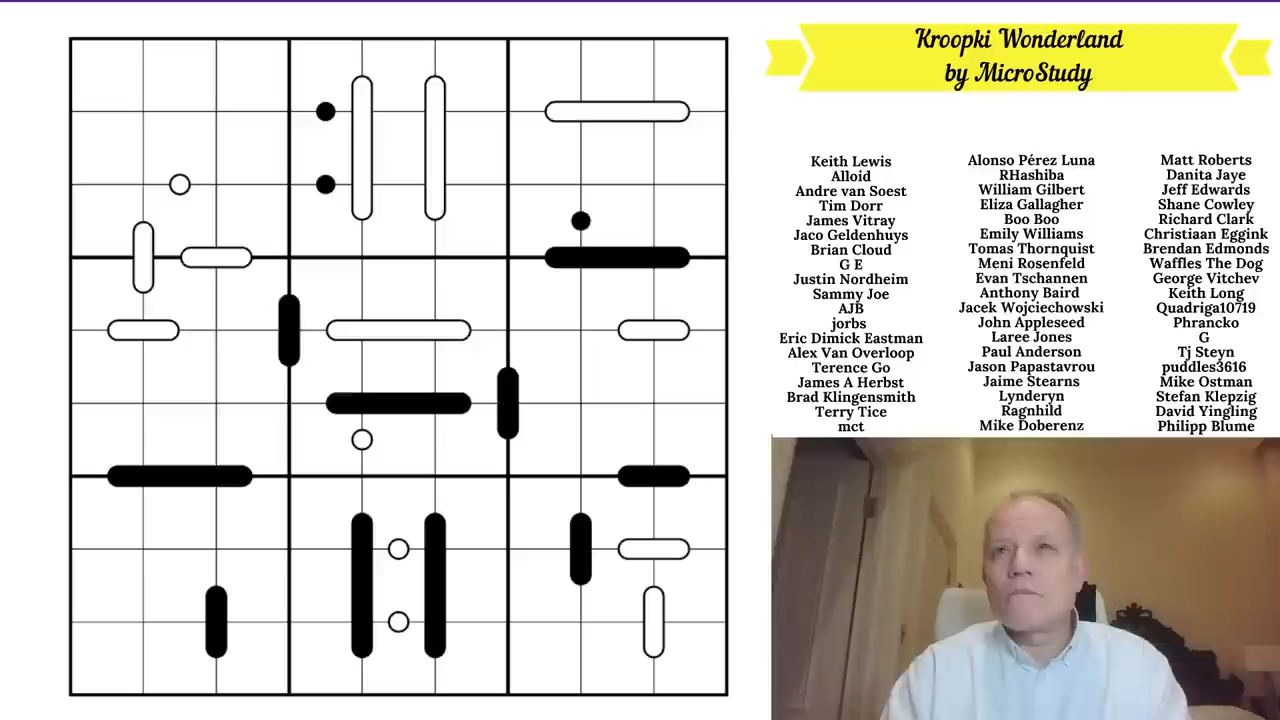 Kroopki Wonderland
by MicroStudy
Keith Lewis
Alloid
Andre van Soest
Tim Dorr
James Vitray
Jaco Geldenhuys
Brian Cloud
G E
Justin Nordheim
Sammy Joe
AJB
jorbs
Eric Dimick Eastman
Alex Van Overloop
Terence Go
James A Herbst
Brad Klingensmith
Terry Tice
mct
Alonso Pérez Luna
RHashiba
William Gilbert
Eliza Gallagher
Boo Boo
Emily Williams
Tomas Thornquist
Meni Rosenfeld
Evan Tschannen
Anthony Baird
Jacek Wojciechowski
John Appleseed
Laree Jones
Paul Anderson
Jason Papastavrou
Jaime Stearns
Lynderyn
Ragnhild
Mike Doberenz
Matt Roberts
Danita Jaye
Jeff Edwards
Shane Cowley
Richard Clark
Christiaan Eggink
Brendan Edmonds
Waffles The Dog
George Vitchev
Keith Long
Quadriga10719
Phrancko
G
Tj Steyn
puddles3616
Mike Ostman
Stefan Klepzig
David Yingling
Philipp Blume